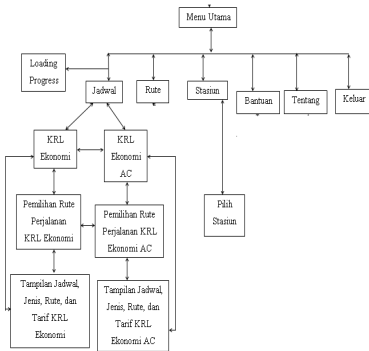 Menu Utama
Loading
Progress
Jadwal
Rute
Stasiun
Bantuan
Tentang
Keluar
KRL
Ekonomi
KRL
Ekonomi
AC
Pemilihan Rute
Perjalanan
KRL Ekonomi
Pemilihan Rute
Perjalanan KRL
Ekonomi AC
Pilih
Stasiun
Tampilan Jadwal,
Jenis, Rute, dan
Tarif KRL
Ekonomi
Tampilan Jadwal,
Jenis, Rute, dan
Tarif KRL
Ekonomi AC